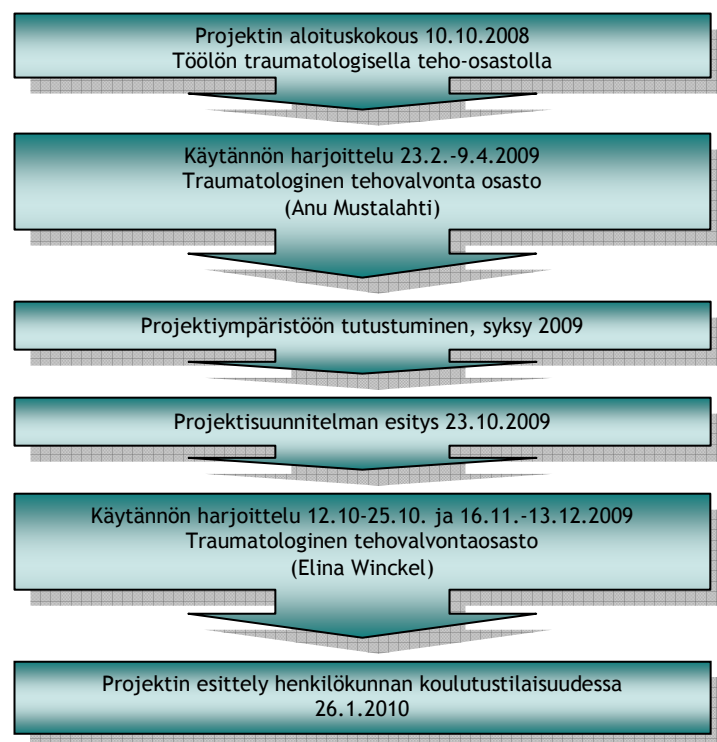 Projektin aloituskokous 10.10.2008
Töölön traumatologisella teho-osastolla
Käytännön harjoittelu 23.2.-9.4.2009
Traumatologinen tehovalvonta osasto
(Anu Mustalahti)
Projektiympäristöön tutustuminen, syksy 2009
Projektisuunnitelman esitys 23.10.2009
Käytännön harjoittelu 12.10-25.10. ja 16.11.-13.12.2009
Traumatologinen tehovalvontaosasto
(Elina Winckel)
Projektin esittely henkilökunnan koulutustilaisuudessa
26.1.2010